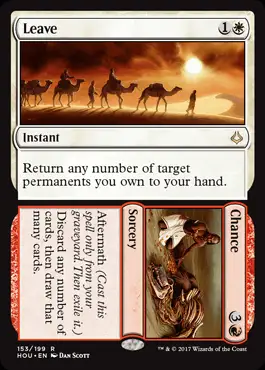 Leave 1
Instant
Return any number of target
permanents you own to your hand.
Chance 3
Sorcery
Aftermath (Cast this
spell only from your
graveyard. Then exile it.)
Discard any number of
cards, then draw that
many cards.
153/199 R
HOU • EN DAN SCOTT
™ & © 2017 Wizards of the Coast